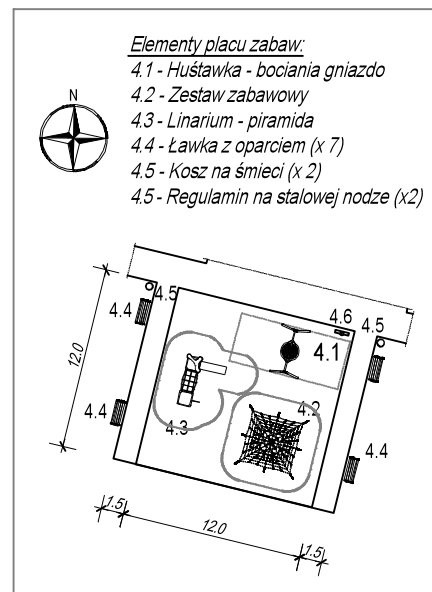 Elementy placu zabaw:
4.1 - Huśtawka - bociania gniazdo
4.2 - Zestaw zabawowy
4.3 - Linarium - piramida
4.4 - Ławka z oparciem (x 7)
4.5 - Kosz na śmieci (x 2)
4.5 - Regulamin na stalowej nodze (x2)
N
4.5
4.4
4.6
4.5
4.1
12.0
4.2
4.4
4.3
4.4
1.5
12.0
1.5